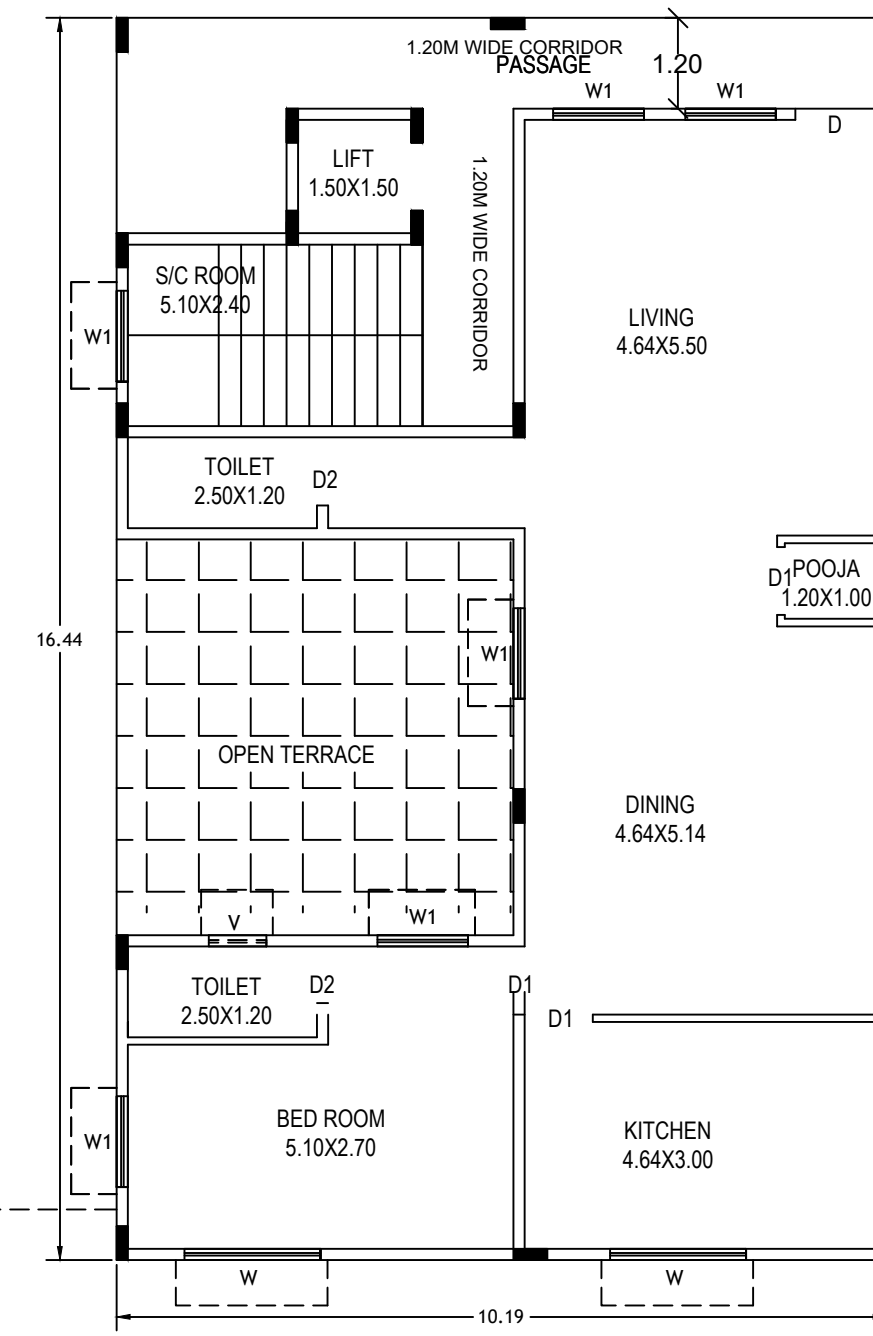 1.20M WIDE CORRIDOR
PASSAGE
1.20
W1
W1
D
LIFT
1.50X1.50
1.20M WIDE CORRIDOR
S/C ROOM
5.10X2.40
W1
LIVING
4.64X5.50
TOILET
2.50X1.20
D2
D1
POOJA
1.20X1.00
16.44
W1
OPEN TERRACE
DINING
4.64X5.14
V
W1
TOILET
2.50X1.20
D2
D1
D1
BED ROOM
5.10X2.70
W1
KITCHEN
4.64X3.00
W
W
10.19